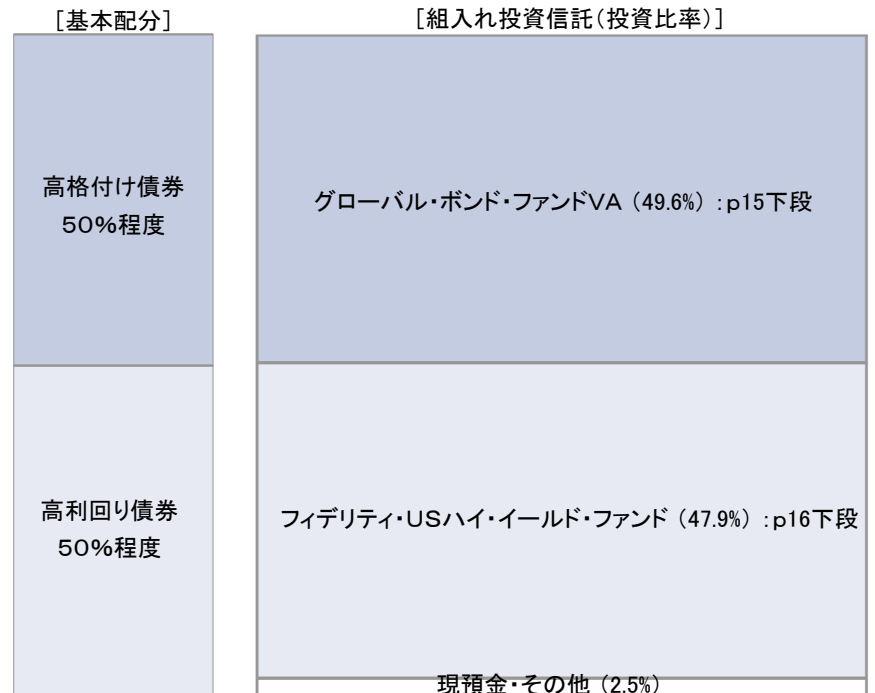 ［基本配分］
［組入れ投資信託（投資比率）］
高格付け債券
５０％程度
グローバル・ボンド・ファンドＶＡ (49.6%) ：ｐ15下段
高利回り債券
５０％程度
フィデリティ・ＵＳハイ・イールド・ファンド (47.9%) ：ｐ16下段
現預金・その他 (2.5%)